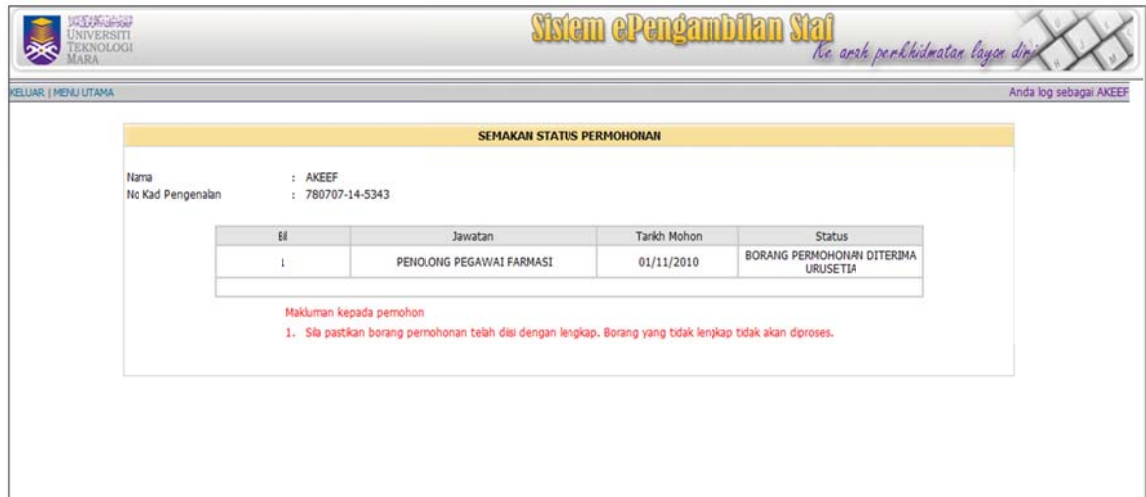 UNIVERSITI
TEKNOLOGI
MARA
Sistem ePengambilan Staf
Ke arah perkhidmatan layan diri
KELUAR | MENU UTAMA
Anda log sebagai AKEEF
SEMAKAN STATUS PERMOHONAN
Nama : AKEEF
No Kad Pengenalan : 780707-14-5343
Bil Jawatan Tarikh Mohon Status
1 PENOLONG PEGAWAI FARMASI 01/11/2010 BORANG PERMOHONAN DITERIMA
URUSETIA
Makluman kepada pemohon
1. Sila pastikan borang permohonan telah diisi dengan lengkap. Borang yang tidak lengkap tidak akan diproses.